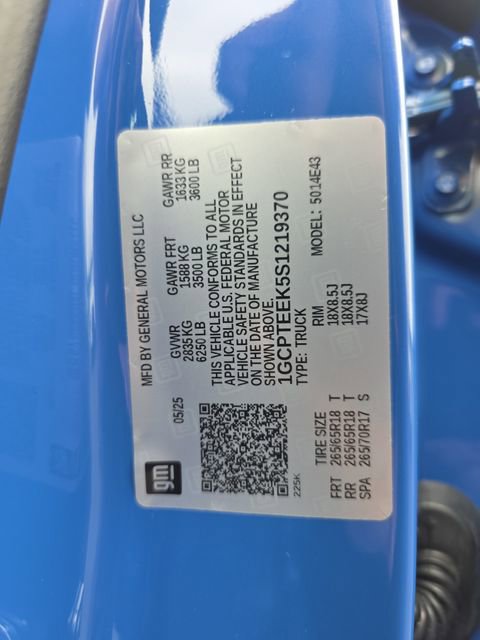 gm
MFD BY GENERAL MOTORS LLC
05/25
GVWR GAWR FRT GAWR RR
2835 KG 1588 KG 1633 KG
6250 LB 3500 LB 3600 LB
THIS VEHICLE CONFORMS TO ALL
APPLICABLE U.S. FEDERAL MOTOR
VEHICLE SAFETY STANDARDS IN EFFECT
ON THE DATE OF MANUFACTURE
SHOWN ABOVE.
1GCPTEEK5S1219370
TYPE: TRUCK MODEL: 5014E43
225K
TIRE SIZE RIM
FRT 265/65R18 T 18X8.5J
RR 265/65R18 T 18X8.5J
SPA 265/70R17 S 17X8J